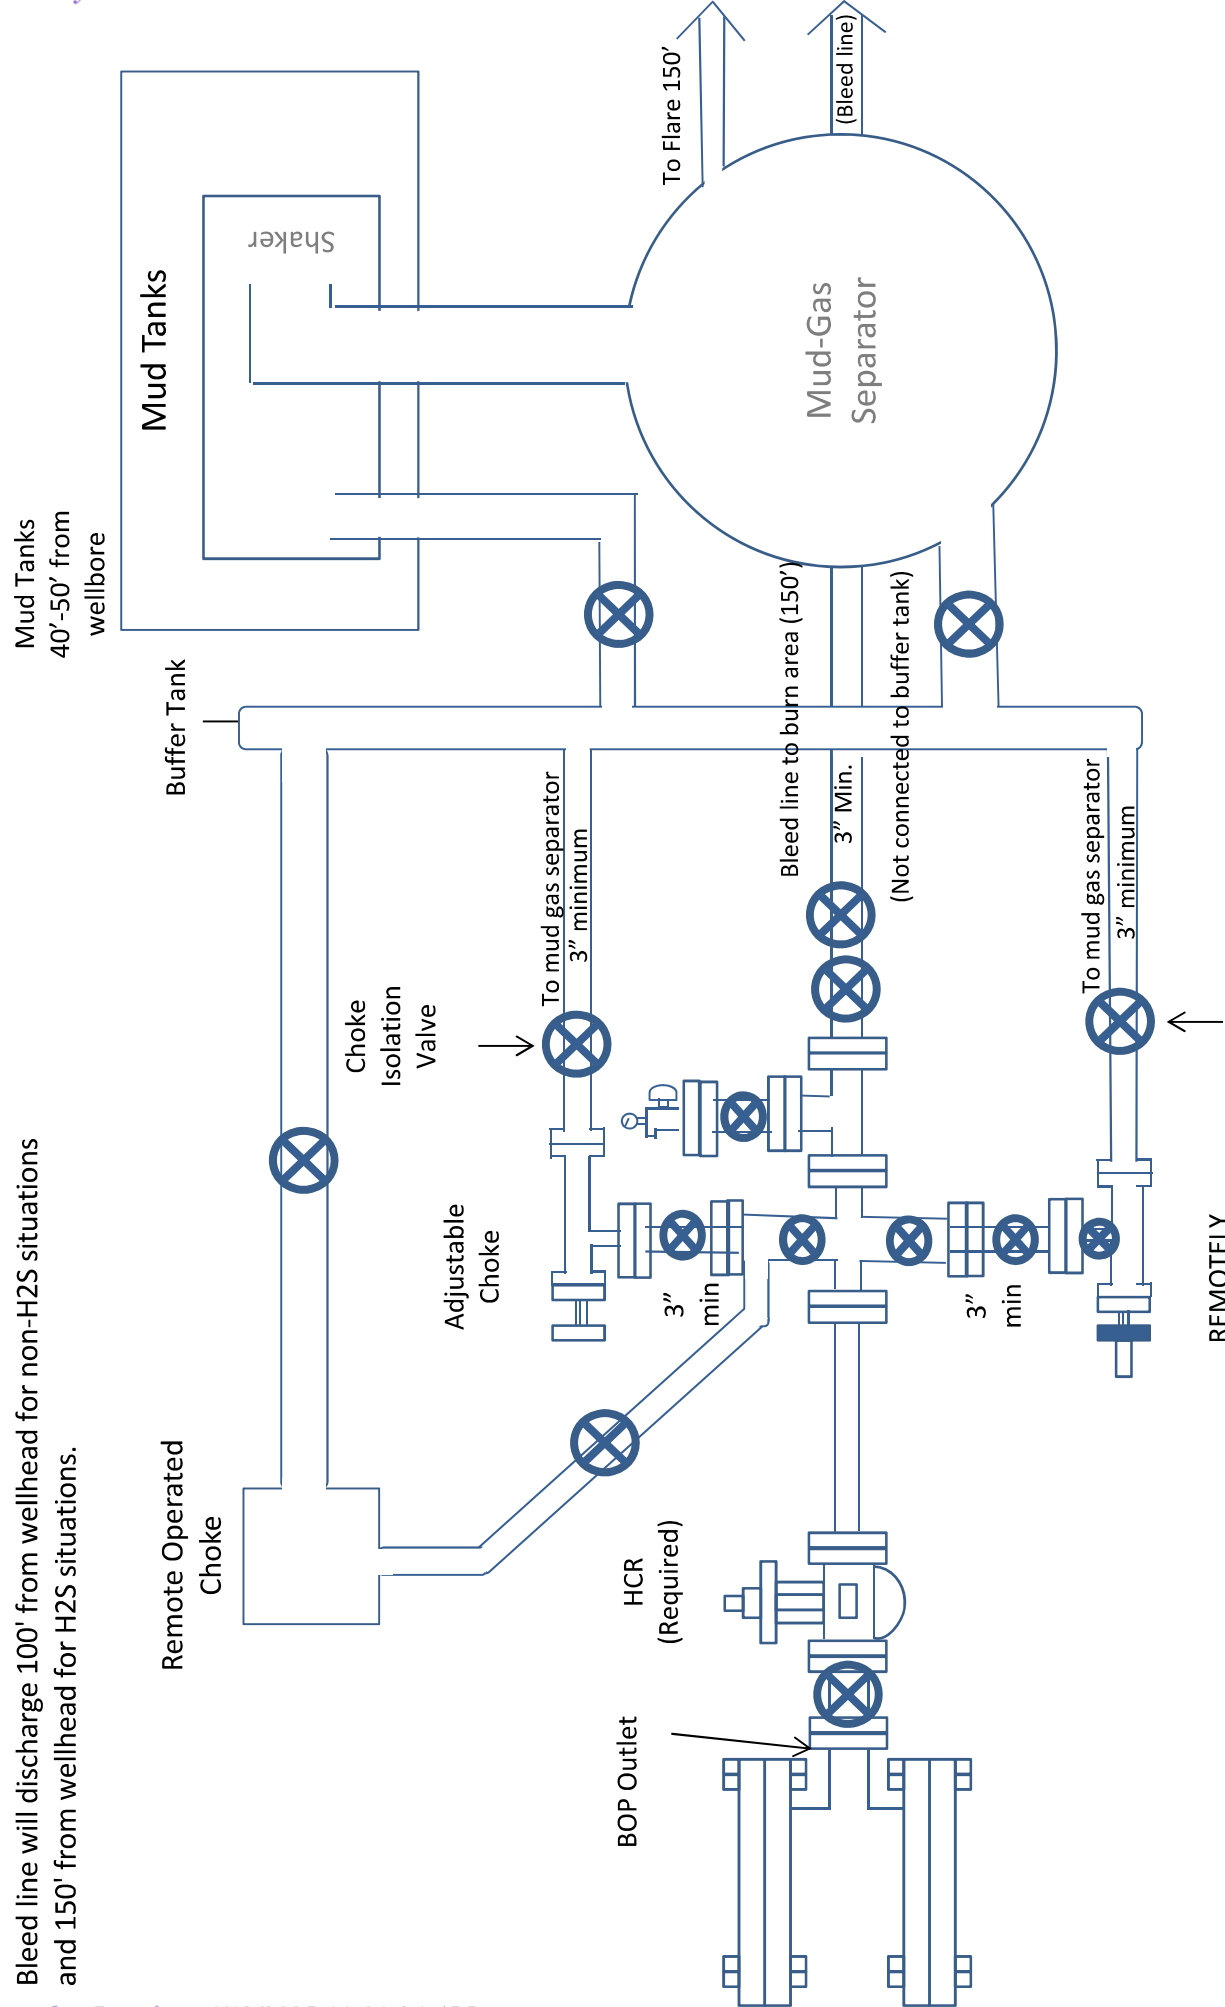 Bleed line will discharge 100' from wellhead for non-H2S situations
and 150' from wellhead for H2S situations.
Mud Tanks
40’-50’ from
wellbore
Mud Tanks
Shaker
Buffer Tank
Remote Operated
Choke
Choke
Isolation
Valve
Adjustable
Choke
To mud gas separator
3” minimum
HCR
(Required)
BOP Outlet
3”
min
To Flare 150’
(Bleed line)
Mud-Gas
Separator
Bleed line to burn area (150’)
3” Min.
(Not connected to buffer tank)
3”
min
To mud gas separator
3” minimum
REMOTELY